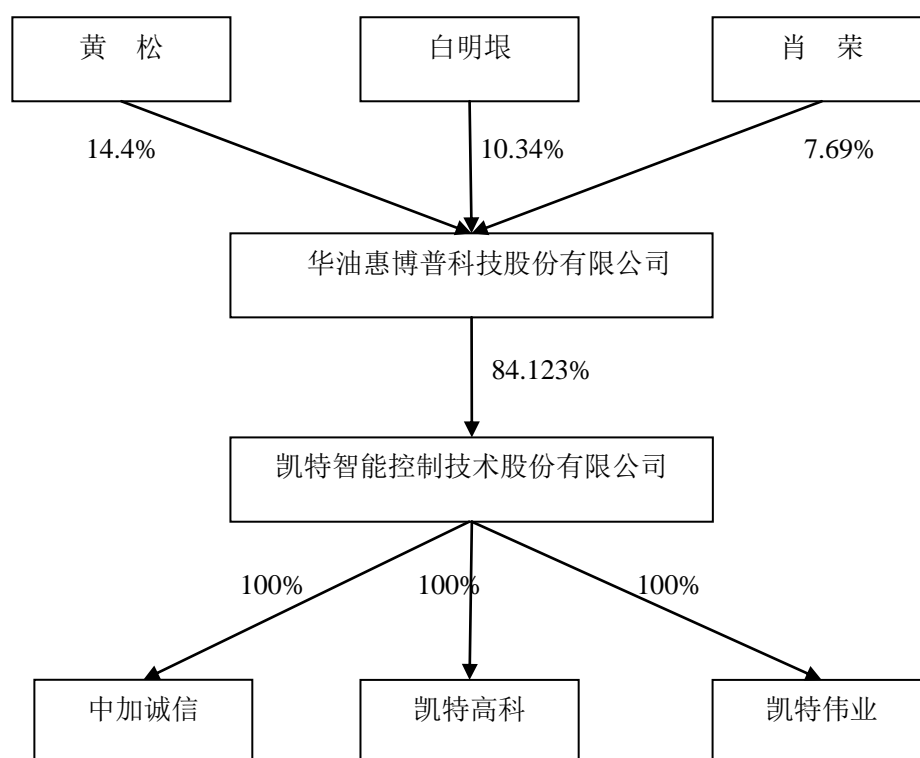 黄　松
白明垠
肖　荣
14.4%
10.34%
7.69%
华油惠博普科技股份有限公司
84.123%
凯特智能控制技术股份有限公司
100%
100%
100%
中加诚信
凯特高科
凯特伟业